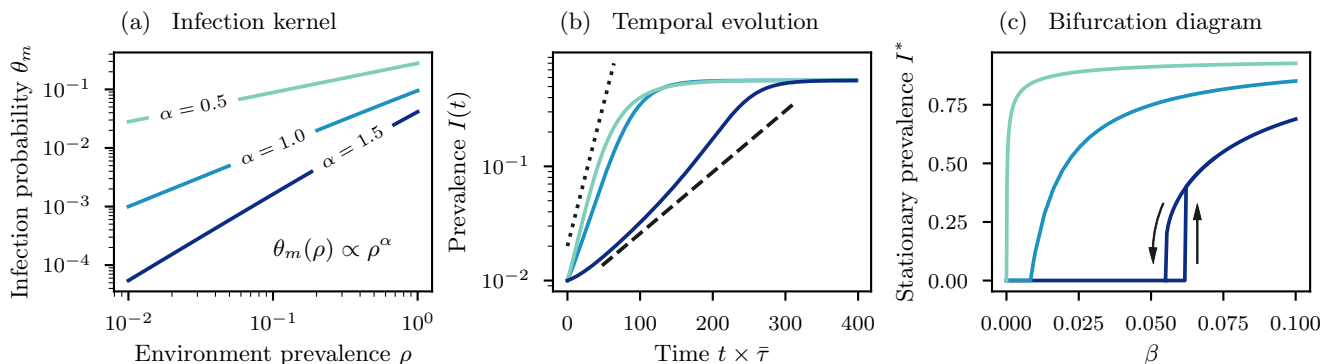 (a) Infection kernel
Infection probability θ_m
10⁻¹
10⁻²
10⁻³
10⁻⁴
α = 0.5
α = 1.0
α = 1.5
θ_m(ρ) ∝ ρ^α
10⁻² 10⁻¹ 10⁰
Environment prevalence ρ
(b) Temporal evolution
Prevalence I(t)
10⁻¹
10⁻²
0 100 200 300 400
Time t × τ̄
(c) Bifurcation diagram
Stationary prevalence I*
0.75
0.50
0.25
0.00
0.000 0.025 0.050 0.075 0.100
β